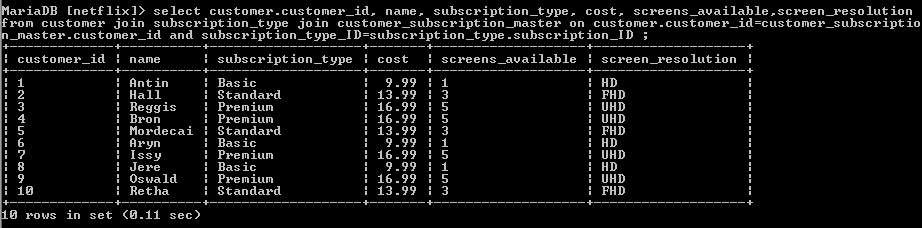 MariaDB [netflix]> select customer.customer_id, name, subscription_type, cost, screens_available,screen_resolution
from customer join subscription_type join customer_subscription_master on customer.customer_id=customer_subscriptio
n_master.customer_id and subscription_type_ID=subscription_type.subscription_ID ;
+-------------+----------+-------------------+-------+-------------------+-------------------+
| customer_id | name | subscription_type | cost | screens_available | screen_resolution |
+-------------+----------+-------------------+-------+-------------------+-------------------+
| 1 | Antin | Basic | 9.99 | 1 | HD |
| 2 | Hall | Standard | 13.99 | 3 | FHD |
| 3 | Reggis | Premium | 16.99 | 5 | UHD |
| 4 | Bron | Premium | 16.99 | 5 | UHD |
| 5 | Mordecai | Standard | 13.99 | 3 | FHD |
| 6 | Aryn | Basic | 9.99 | 1 | HD |
| 7 | Issy | Premium | 16.99 | 5 | UHD |
| 8 | Jere | Basic | 9.99 | 1 | HD |
| 9 | Oswald | Premium | 16.99 | 5 | UHD |
| 10 | Retha | Standard | 13.99 | 3 | FHD |
+-------------+----------+-------------------+-------+-------------------+-------------------+
10 rows in set (0.11 sec)